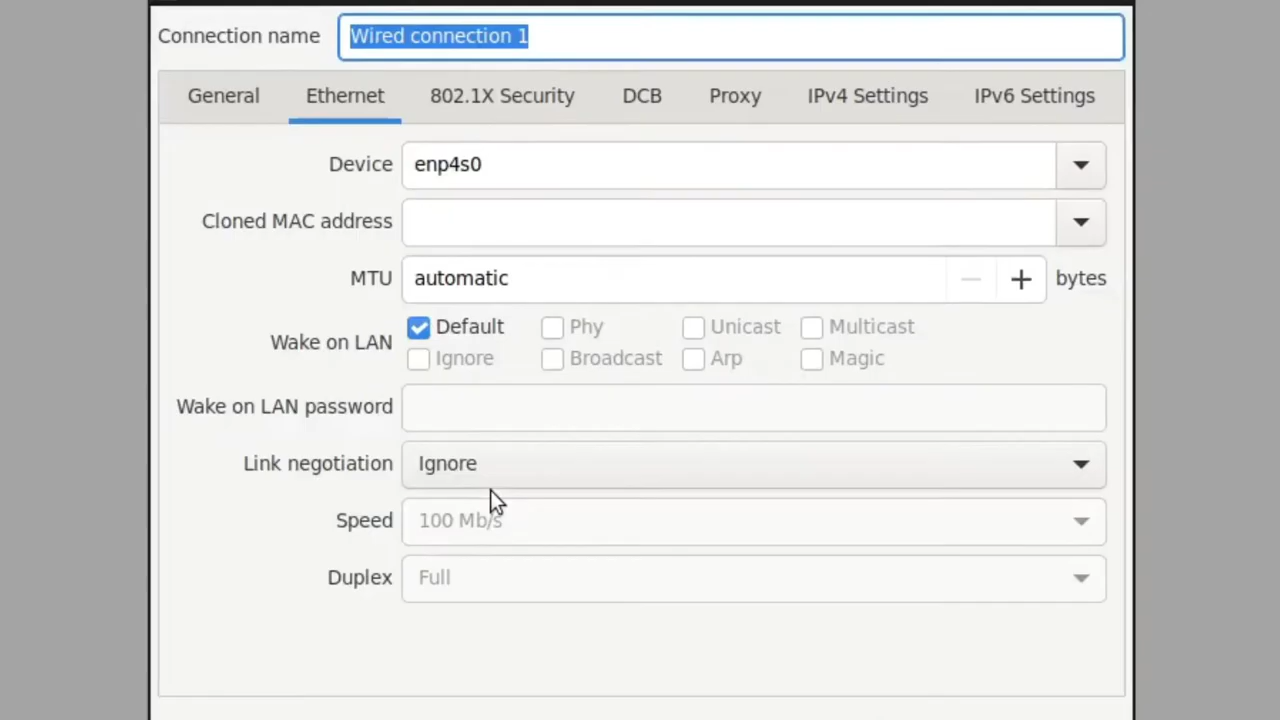 Connection name Wired connection 1
General Ethernet 802.1X Security DCB Proxy IPv4 Settings IPv6 Settings
Device enp4s0
Cloned MAC address
MTU automatic bytes
Default Phy Unicast Multicast
Wake on LAN
Ignore Broadcast Arp Magic
Wake on LAN password
Link negotiation Ignore
Speed 100 Mb/s
Duplex Full